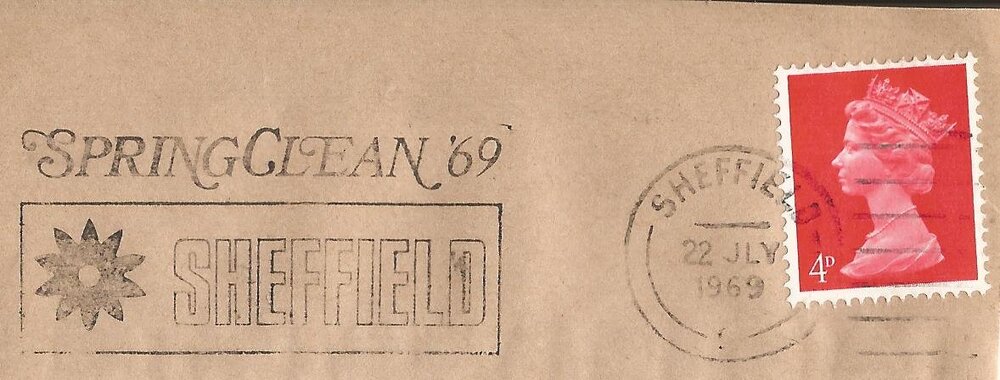 SPRING CLEAN '69
SHEFFIELD
SHEFFIELD
22 JLY
1969
4D